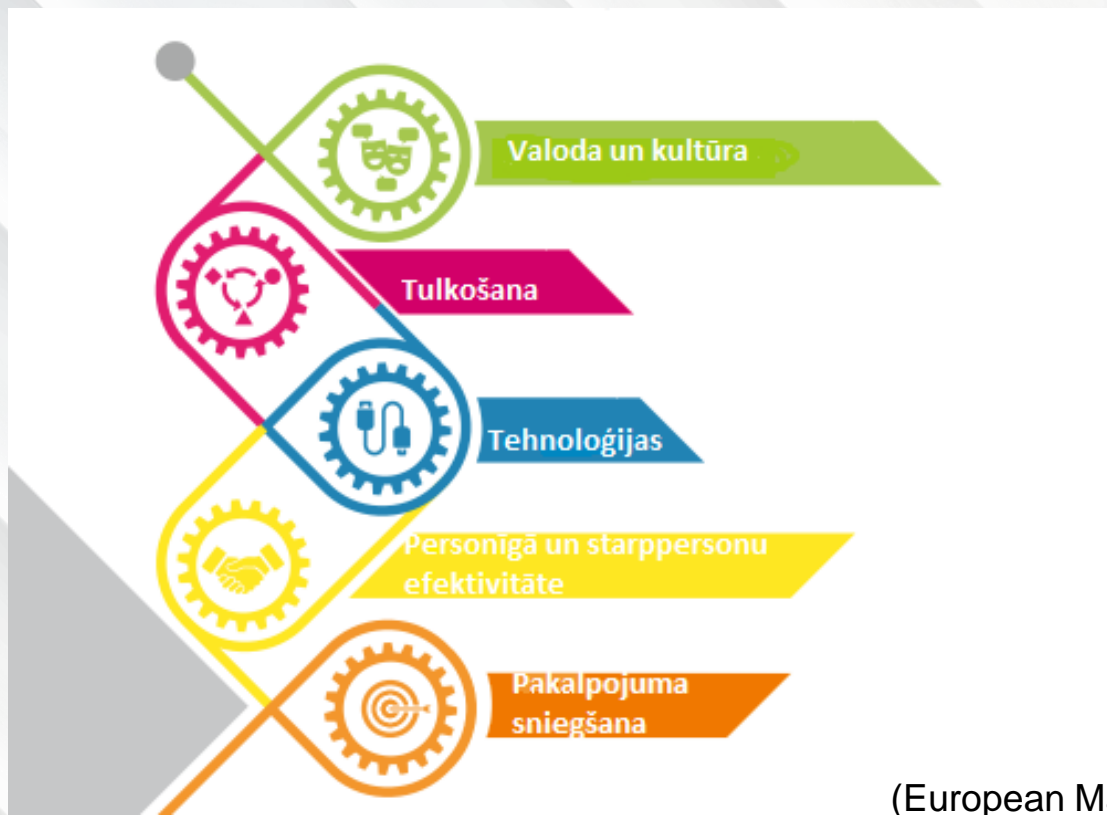 Valoda un kultūra
Tulkošana
Tehnoloģijas
Personīgā un starppersonu
efektivitāte
Pakalpojuma
sniegšana
(European